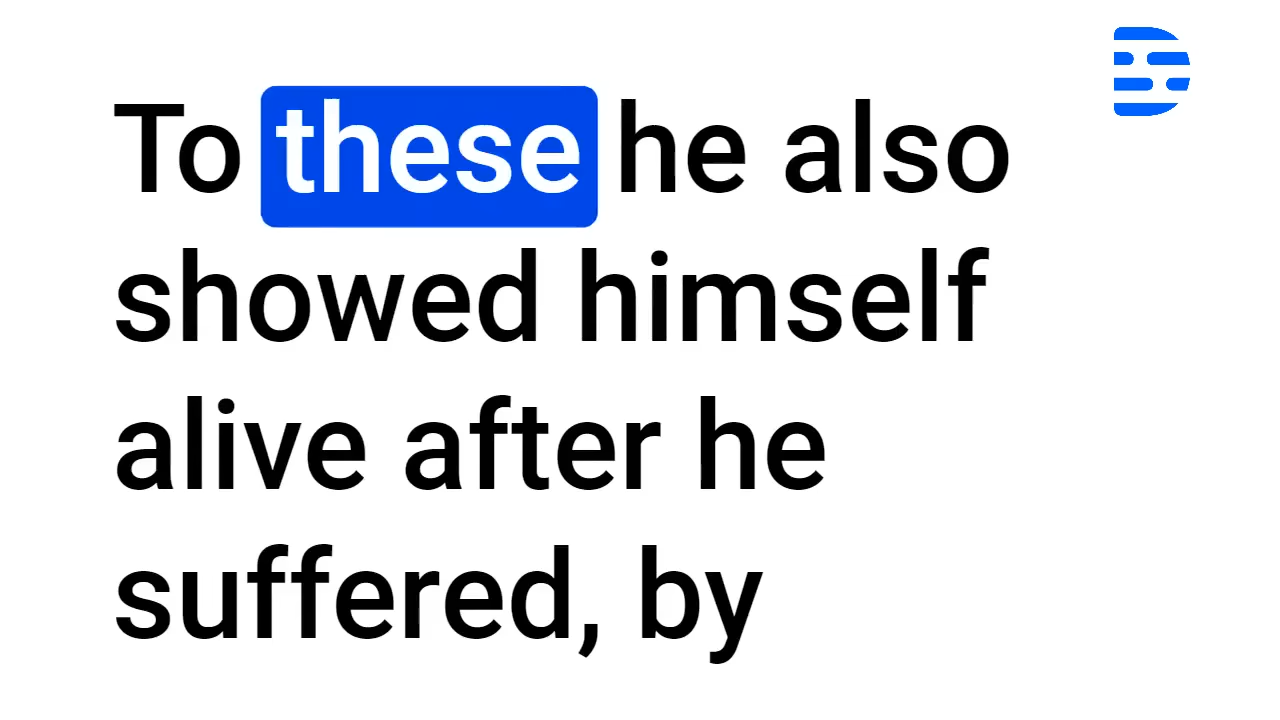 To these he also
showed himself
alive after he
suffered, by